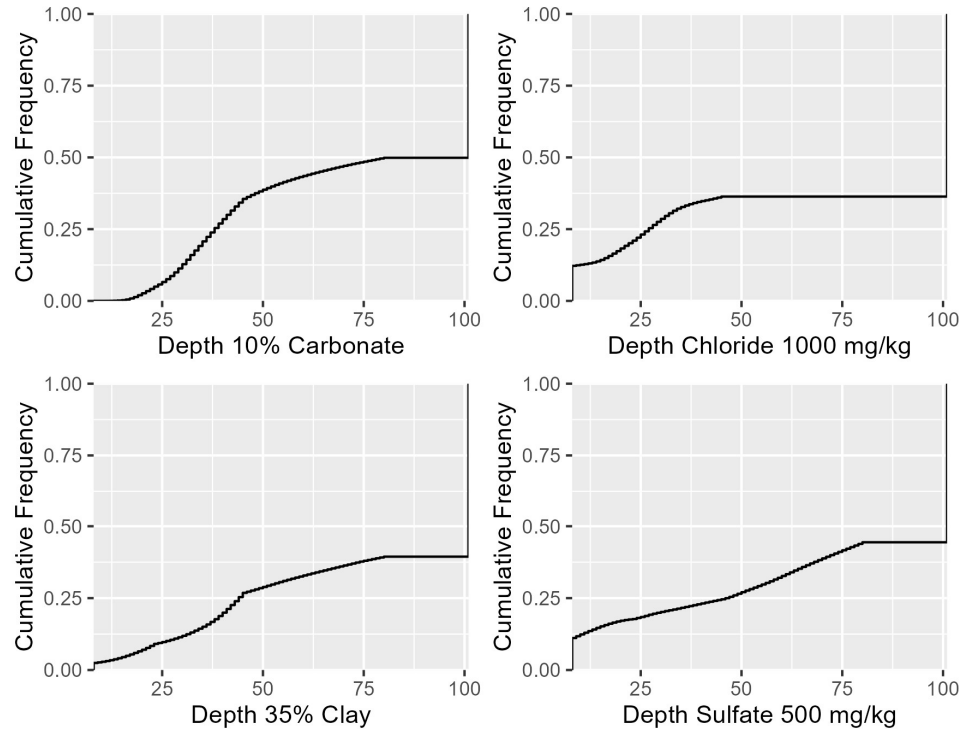 Cumulative Frequency
1.00
0.75
0.50
0.25
0.00
25 50 75 100
Depth 10% Carbonate
Cumulative Frequency
1.00
0.75
0.50
0.25
0.00
25 50 75 100
Depth Chloride 1000 mg/kg
Cumulative Frequency
1.00
0.75
0.50
0.25
0.00
25 50 75 100
Depth 35% Clay
Cumulative Frequency
1.00
0.75
0.50
0.25
0.00
25 50 75 100
Depth Sulfate 500 mg/kg